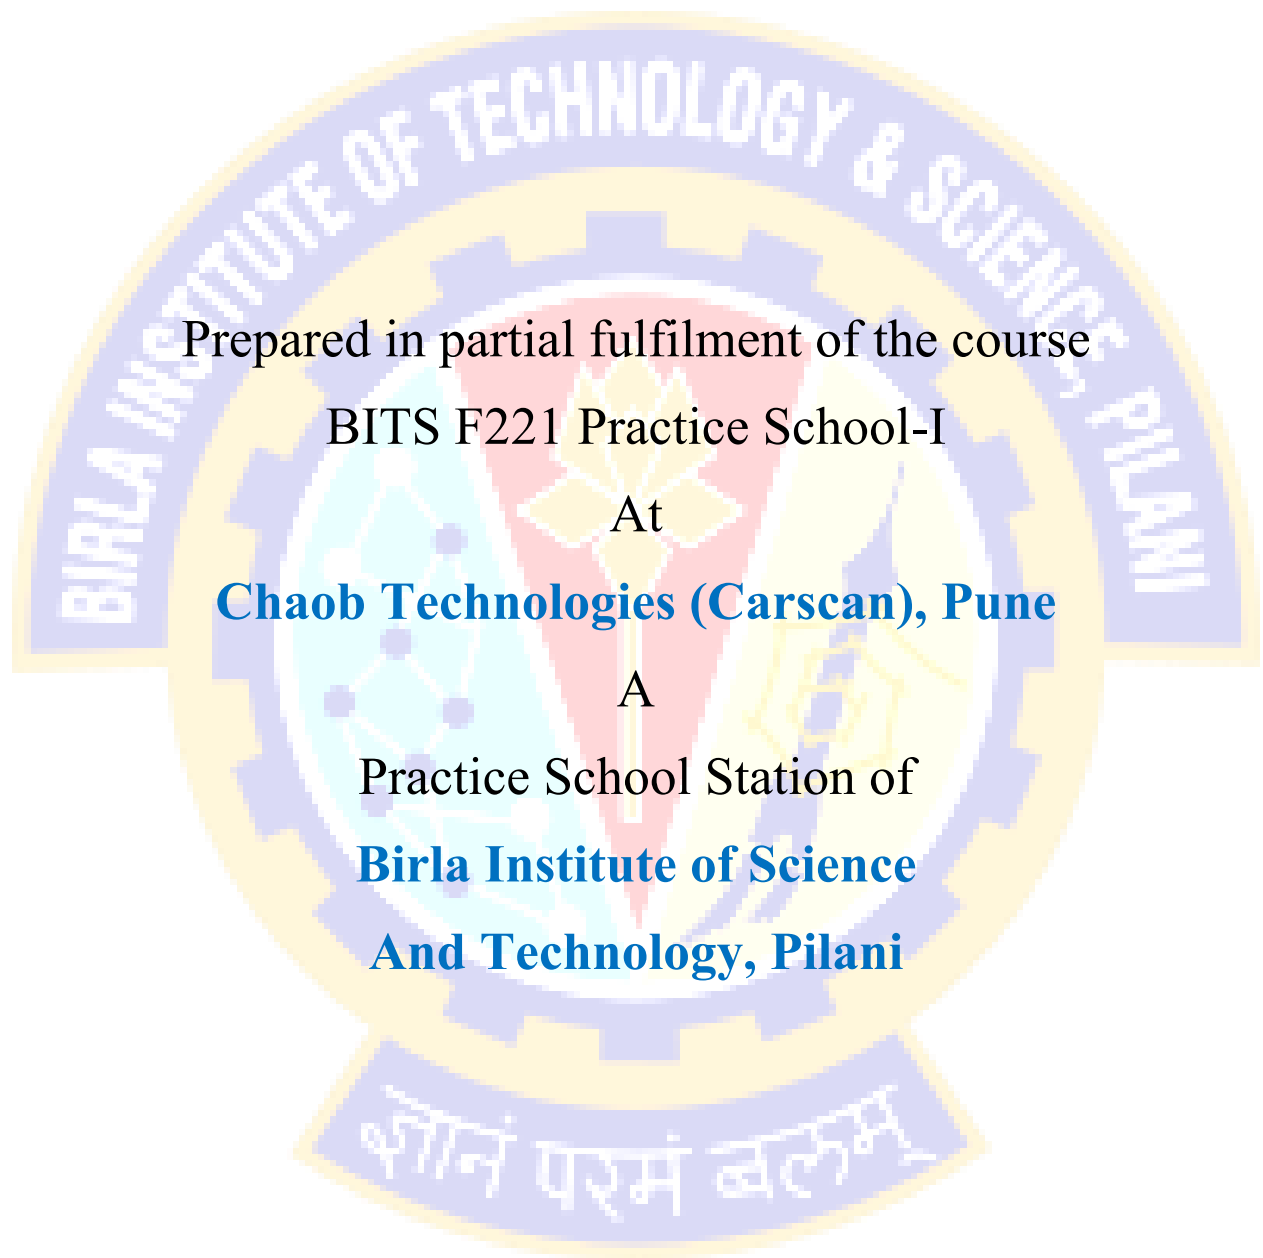 BIRLA INSTITUTE OF TECHNOLOGY & SCIENCE, PILANI
Prepared in partial fulfilment of the course
BITS F221 Practice School-I
At
Chaob Technologies (Carscan), Pune
A
Practice School Station of
Birla Institute of Science
And Technology, Pilani
ज्ञानं परमं बलम्